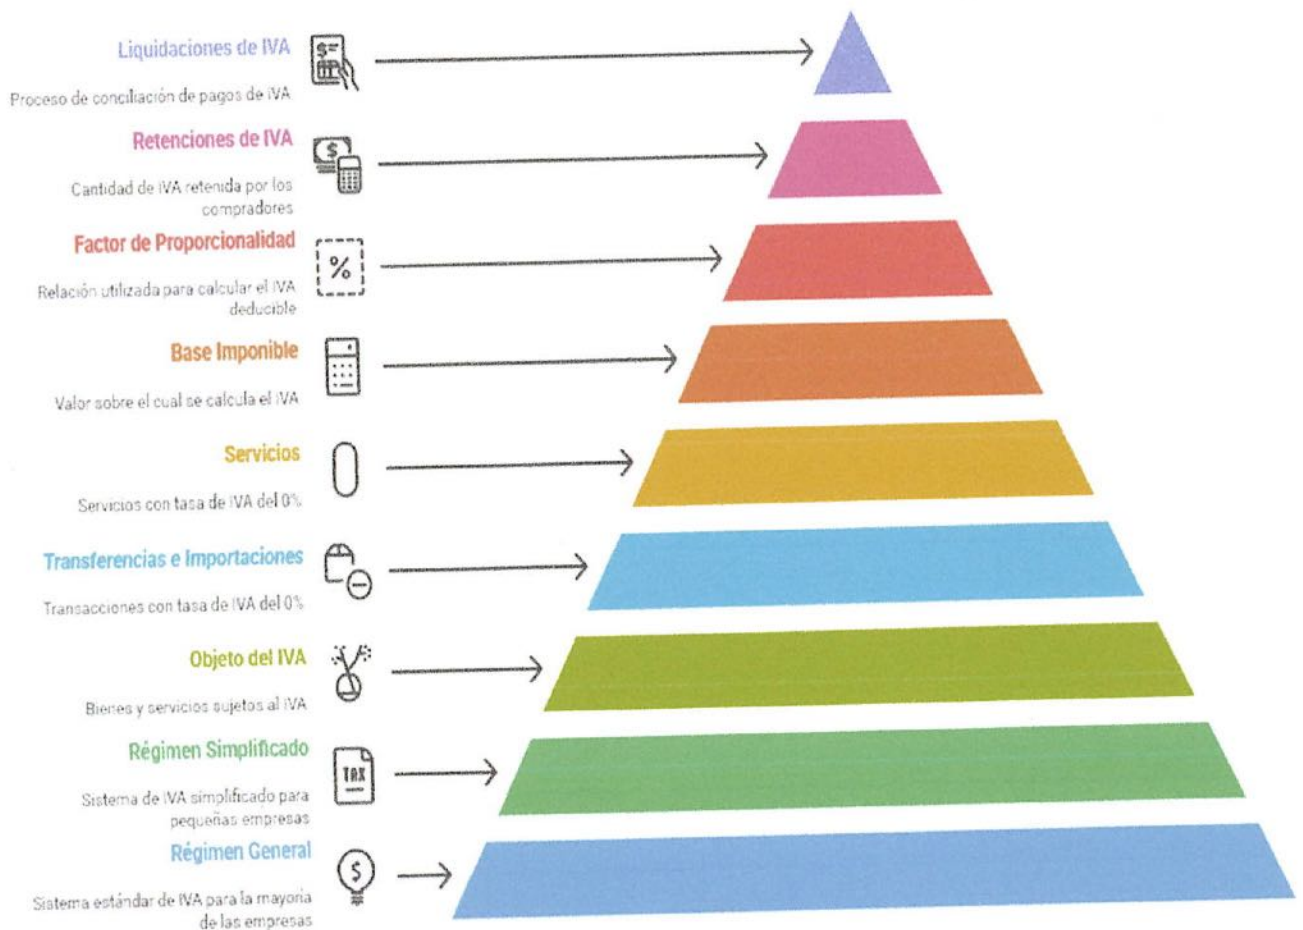 Liquidaciones de IVA
Proceso de conciliación de pagos de IVA
Retenciones de IVA
Cantidad de IVA retenida por los
compradores
Factor de Proporcionalidad
%
Relación utilizada para calcular el IVA
deducible
Base Imponible
Valor sobre el cual se calcula el IVA
Servicios
Servicios con tasa de IVA del 0%
Transferencias e Importaciones
Transacciones con tasa de IVA del 0%
Objeto del IVA
Bienes y servicios sujetos al IVA
Régimen Simplificado
TAX
Sistema de IVA simplificado para
pequeñas empresas
Régimen General
$
Sistema estándar de IVA para la mayoría
de las empresas